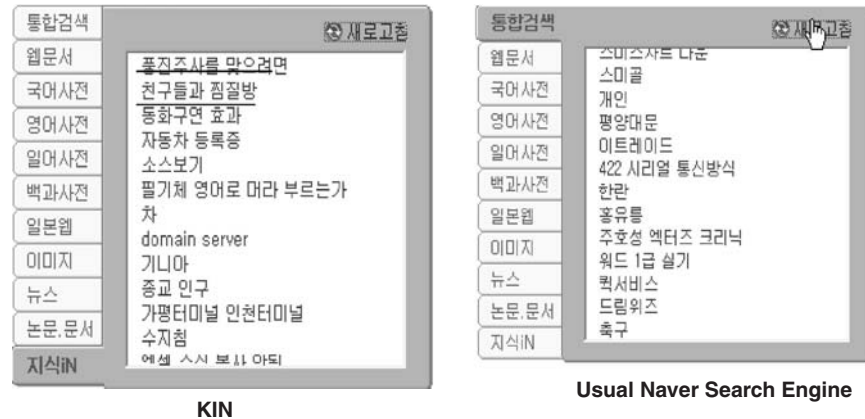 통합검색
웹문서
국어사전
영어사전
일어사전
백과사전
일본웹
이미지
뉴스
논문,문서
지식iN
새로고침
풍진주사를 맞으려면
친구들과 찜질방
동화구연 효과
자동차 등록증
소스보기
필기체 영어로 머라 부르는가
차
domain server
기니아
종교 인구
가평터미널 인천터미널
수지침
KIN
통합검색
웹문서
국어사전
영어사전
일어사전
백과사전
일본웹
이미지
뉴스
논문,문서
지식iN
새로고침
스미골
개인
평양대문
이트레이드
422 시리얼 통신방식
한란
홍유릉
주호성 엑터즈 크리닉
워드 1급 실기
퀵서비스
드림위즈
축구
Usual Naver Search Engine